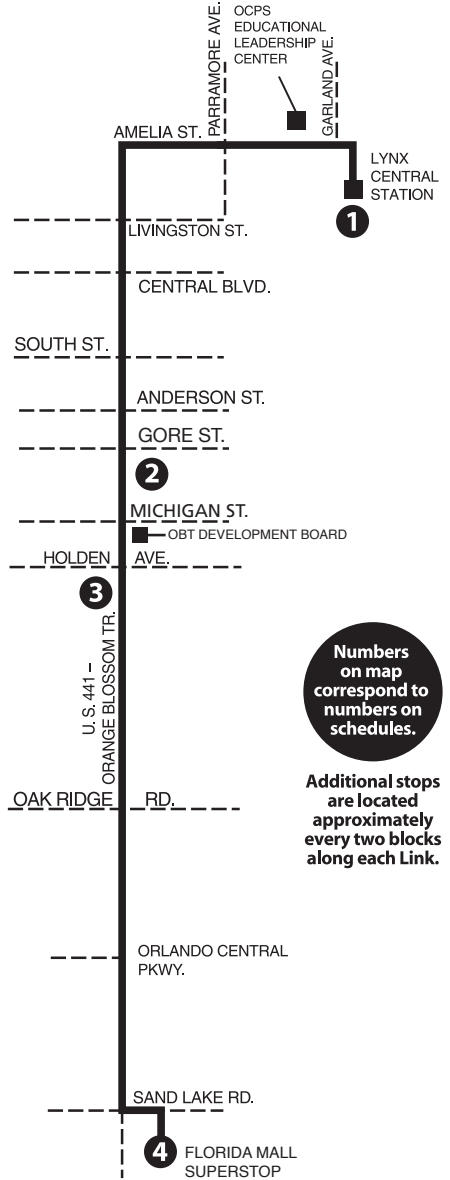 PARRAMORE AVE.
OCPS
EDUCATIONAL
LEADERSHIP
CENTER
GARLAND AVE.
AMELIA ST.
LYNX
CENTRAL
STATION
1
LIVINGSTON ST.
CENTRAL BLVD.
SOUTH ST.
ANDERSON ST.
GORE ST.
2
MICHIGAN ST.
OBT DEVELOPMENT BOARD
HOLDEN AVE.
3
U. S. 441 –
ORANGE BLOSSOM TR.
Numbers
on map
correspond to
numbers on
schedules.
Additional stops
are located
approximately
every two blocks
along each Link.
OAK RIDGE RD.
ORLANDO CENTRAL
PKWY.
SAND LAKE RD.
4
FLORIDA MALL
SUPERSTOP